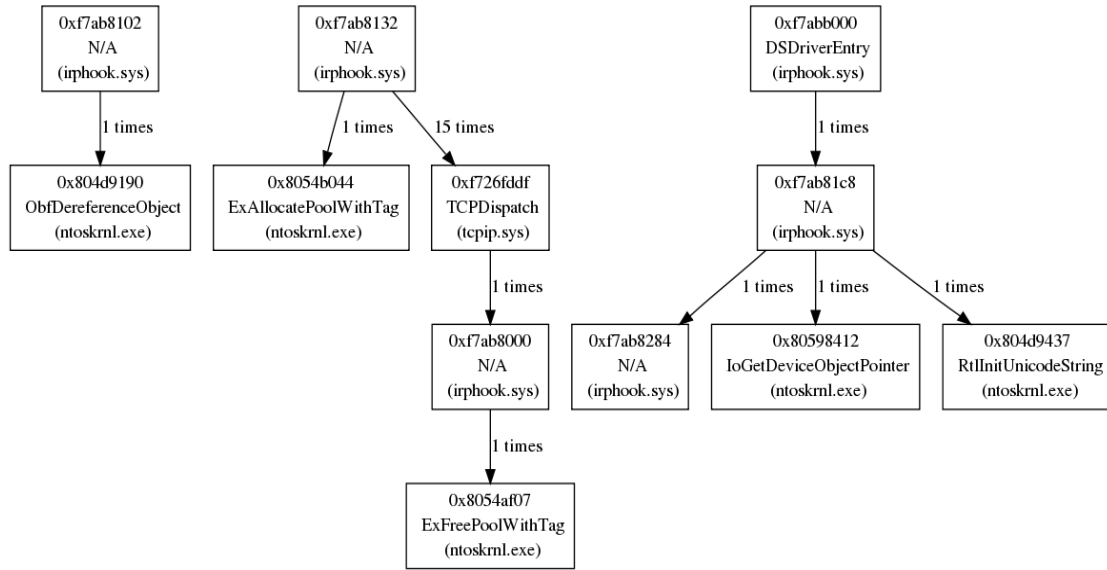 0xf7ab8102
N/A
(irphook.sys)
0xf7ab8132
N/A
(irphook.sys)
0xf7abb000
DSDriverEntry
(irphook.sys)
1 times
1 times
15 times
1 times
0x804d9190
ObfDereferenceObject
(ntoskrnl.exe)
0x8054b044
ExAllocatePoolWithTag
(ntoskrnl.exe)
0xf726fddf
TCPDispatch
(tcpip.sys)
0xf7ab81c8
N/A
(irphook.sys)
1 times
1 times
1 times
1 times
0xf7ab8000
N/A
(irphook.sys)
0xf7ab8284
N/A
(irphook.sys)
0x80598412
IoGetDeviceObjectPointer
(ntoskrnl.exe)
0x804d9437
RtlInitUnicodeString
(ntoskrnl.exe)
1 times
0x8054af07
ExFreePoolWithTag
(ntoskrnl.exe)